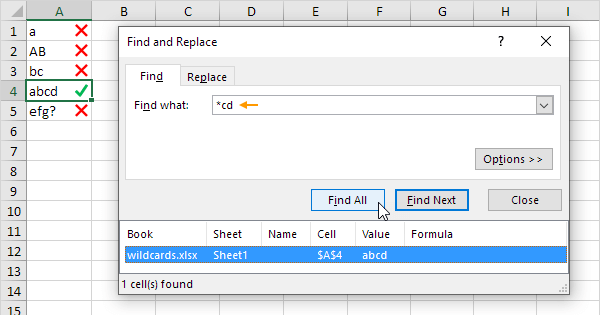 A B C D E F G H I
1 a
2 AB
3 bc
4 abcd
5 efg?
6
7
8
9
10
11
12
13
14
15
Find and Replace ? ×
Find Replace
Find what: *cd
Options >>
Find All Find Next Close
Book Sheet Name Cell Value Formula
wildcards.xlsx Sheet1 $A$4 abcd
1 cell(s) found